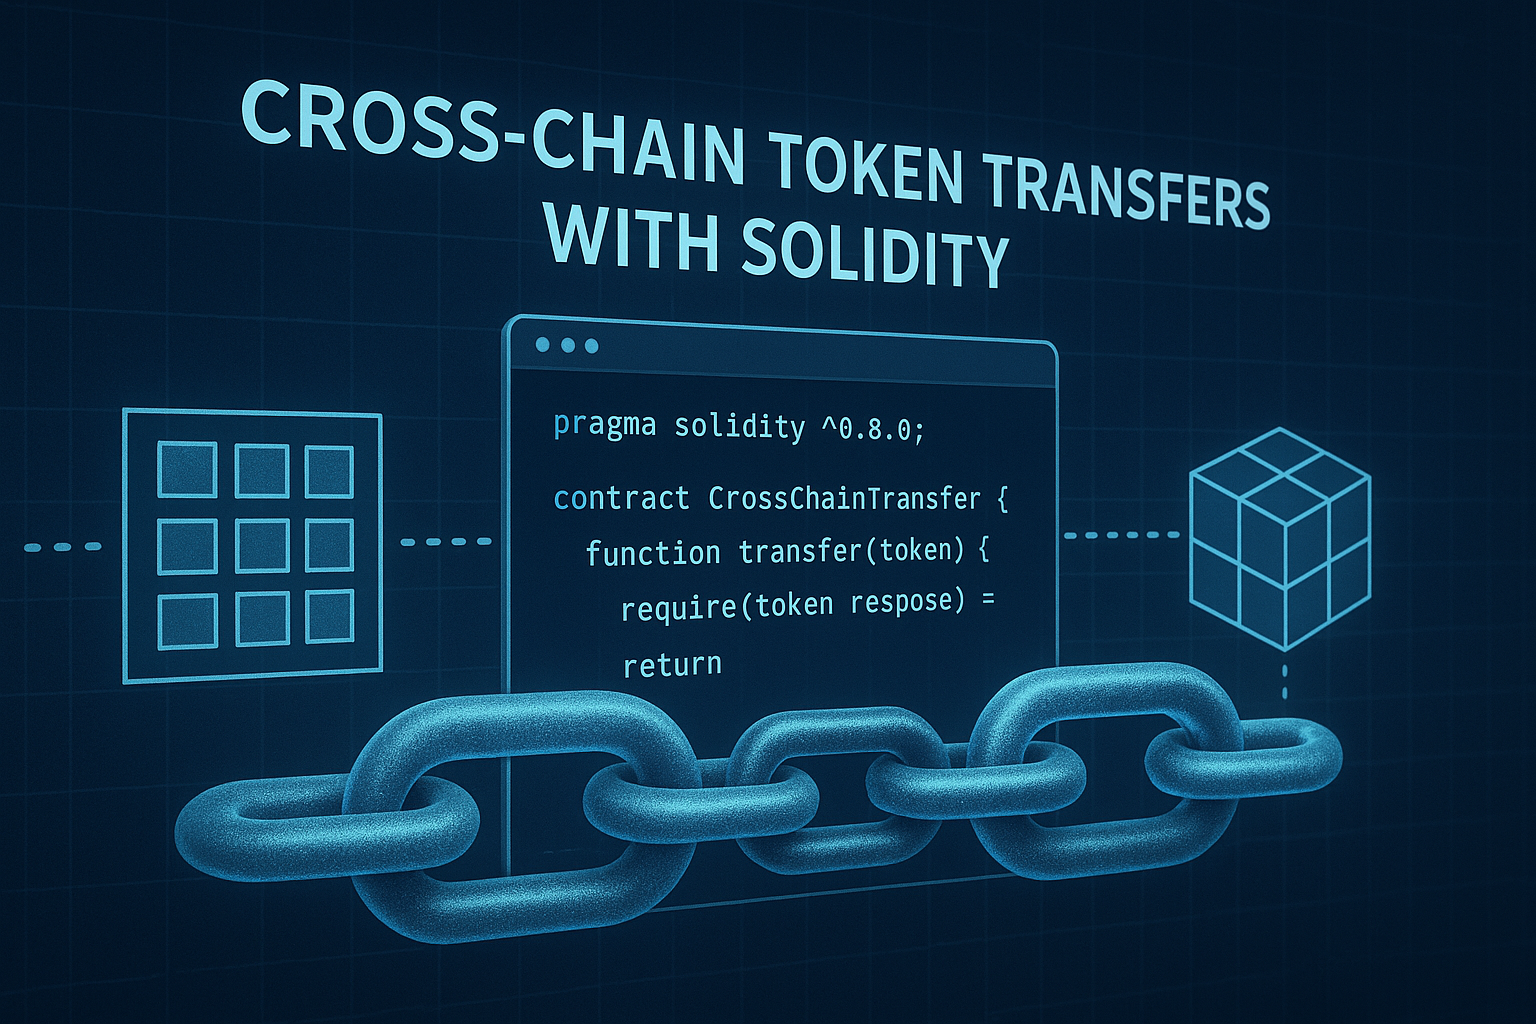 CROSS-CHAIN TOKEN TRANSFERS
WITH SOLIDITY
pragma solidity ^0.8.0;
contract CrossChainTransfer {
function transfer(token) {
require(token respose) =
return